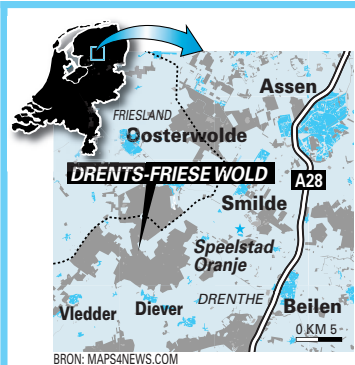 Assen
FRIESLAND
Oosterwolde
DRENTS-FRIESE WOLD
A28
Smilde
Speelstad
Oranje
DRENTHE
Vledder
Diever
Beilen
0 KM 5
BRON: MAPS4NEWS.COM